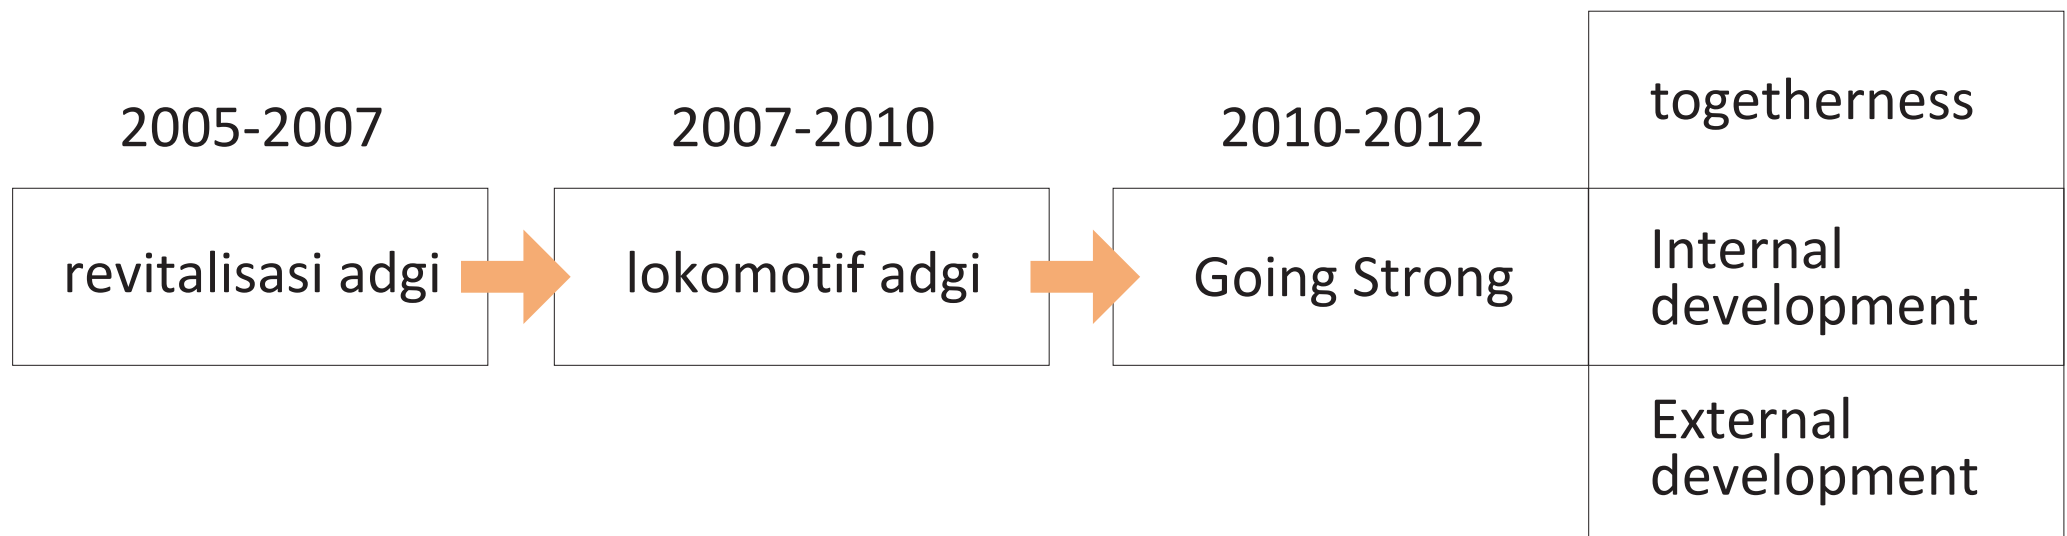 2005-2007
revitalisasi adgi
2007-2010
lokomotif adgi
2010-2012
Going Strong
togetherness
Internal
development
External
development